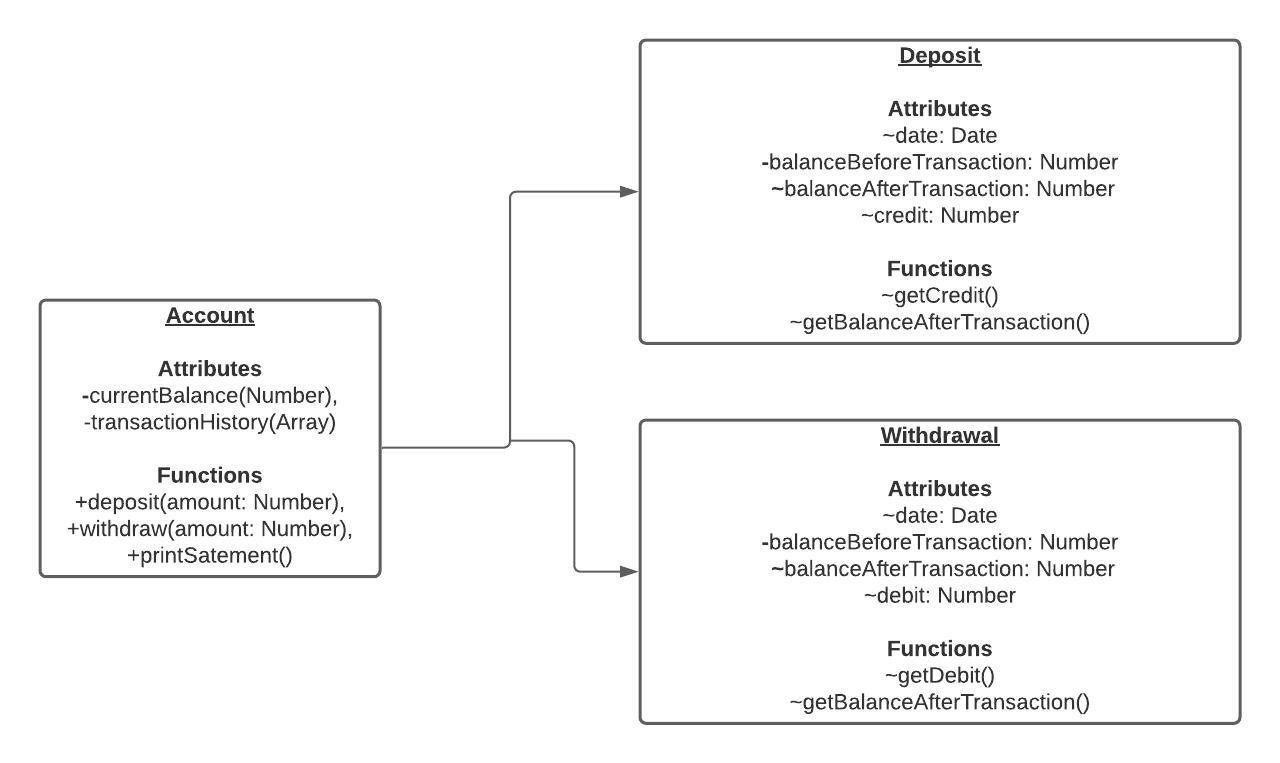 Account
Attributes
-currentBalance(Number),
-transactionHistory(Array)
Functions
+deposit(amount: Number),
+withdraw(amount: Number),
+printSatement()
Deposit
Attributes
~date: Date
-balanceBeforeTransaction: Number
~balanceAfterTransaction: Number
~credit: Number
Functions
~getCredit()
~getBalanceAfterTransaction()
Withdrawal
Attributes
~date: Date
-balanceBeforeTransaction: Number
~balanceAfterTransaction: Number
~debit: Number
Functions
~getDebit()
~getBalanceAfterTransaction()